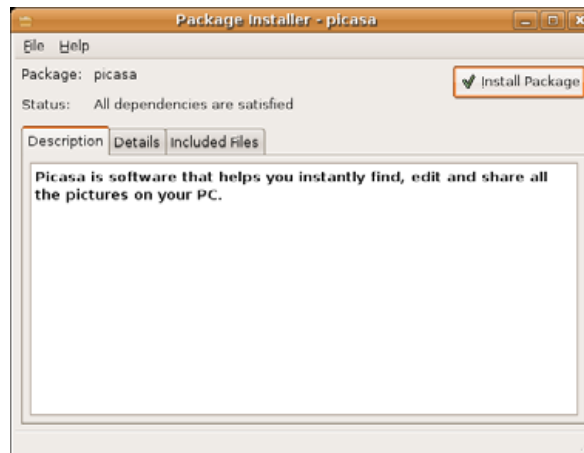 Package Installer - picasa
File Help
Package: picasa
Install Package
Status: All dependencies are satisfied
Description Details Included Files
Picasa is software that helps you instantly find, edit and share all
the pictures on your PC.